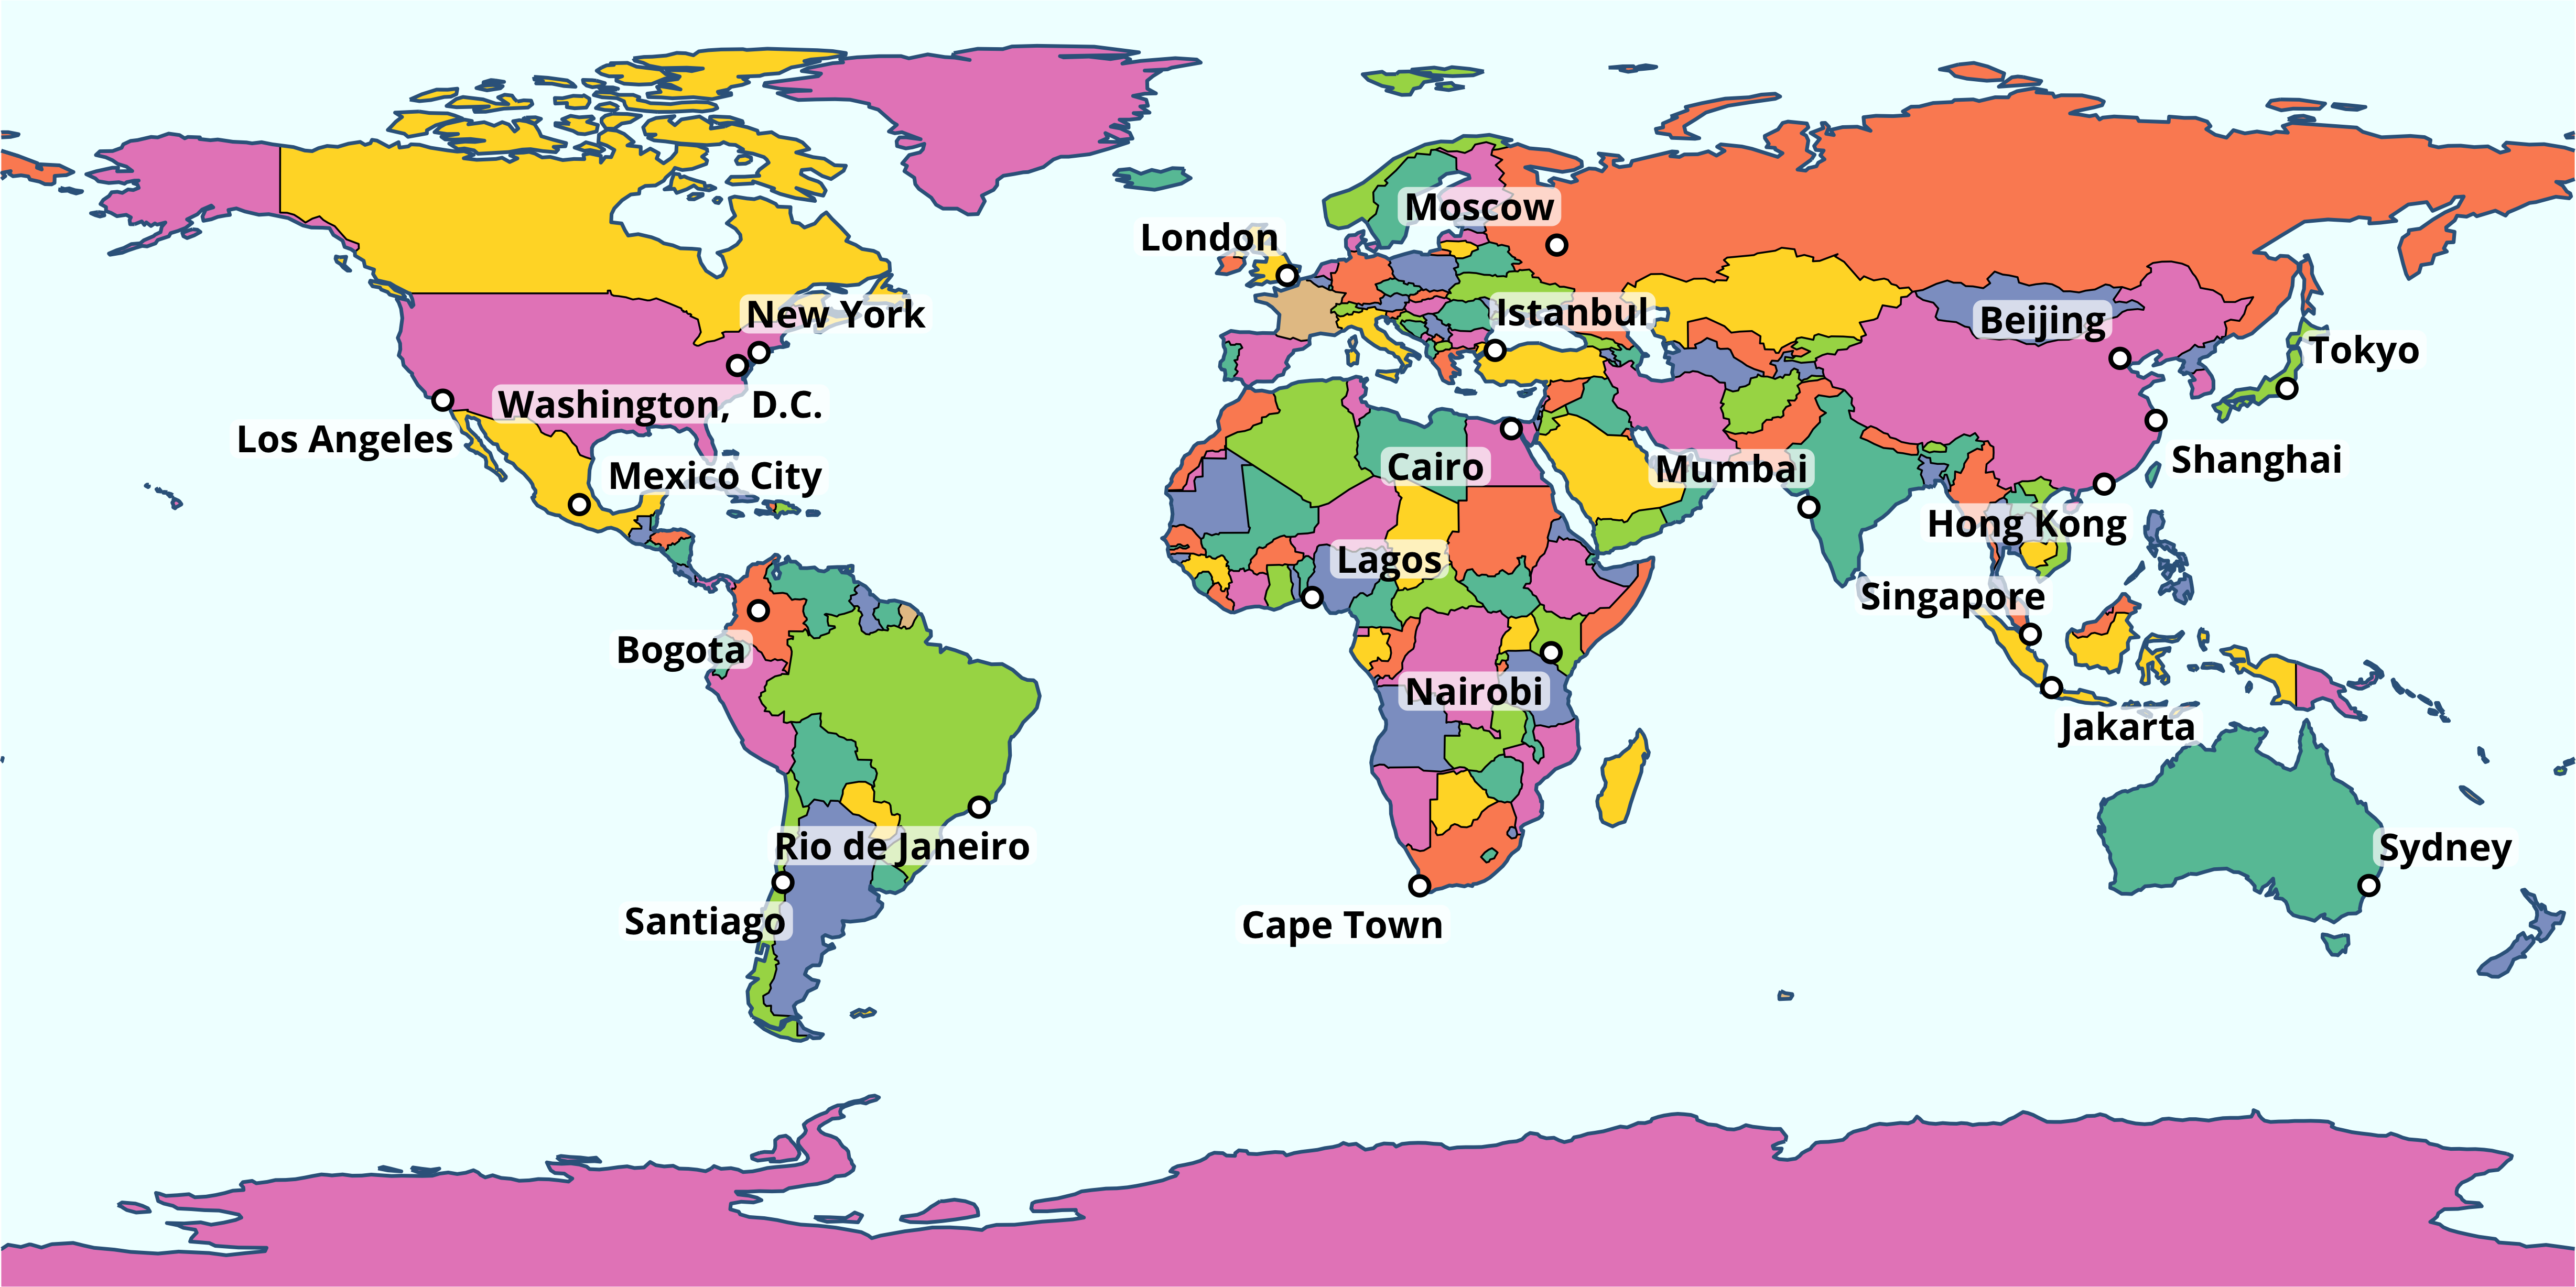 Moscow
London
New York
Istanbul
Beijing
Tokyo
Washington, D.C.
Los Angeles
Shanghai
Cairo
Mumbai
Mexico City
Hong Kong
Lagos
Singapore
Bogota
Nairobi
Jakarta
Rio de Janeiro
Sydney
Santiago
Cape Town